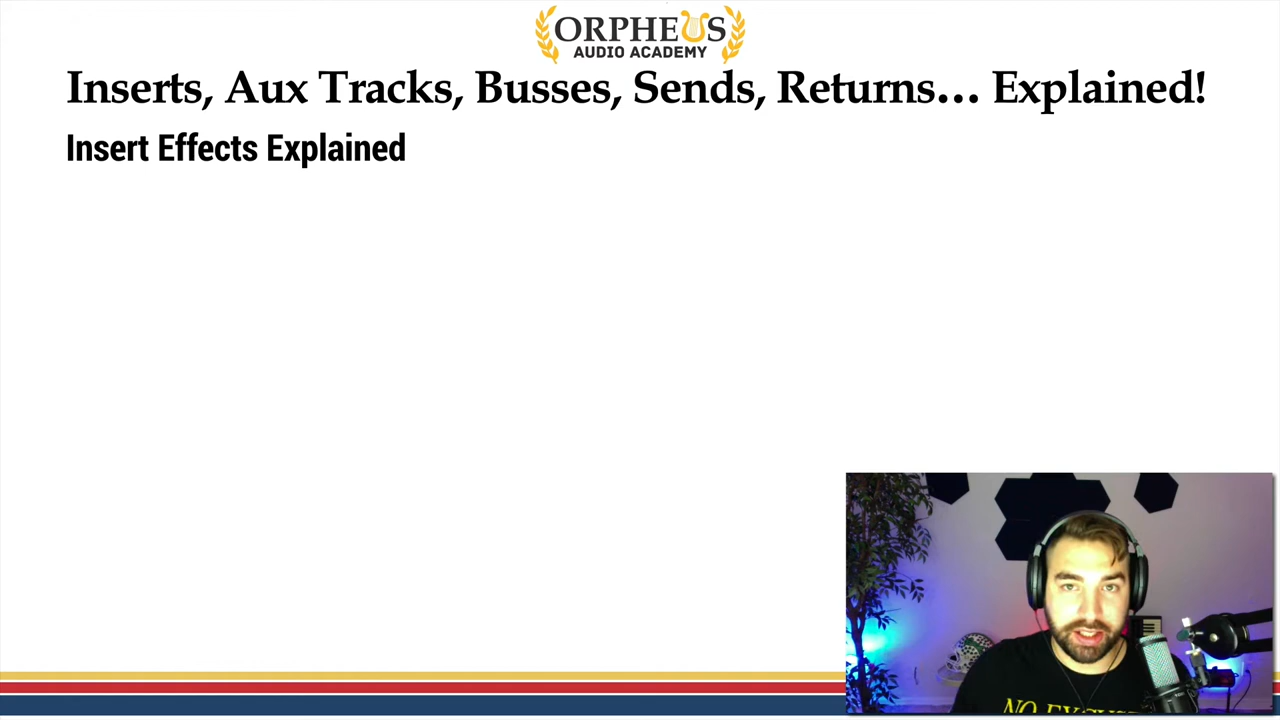 ORPHEUS
AUDIO ACADEMY
Inserts, Aux Tracks, Busses, Sends, Returns... Explained!
Insert Effects Explained